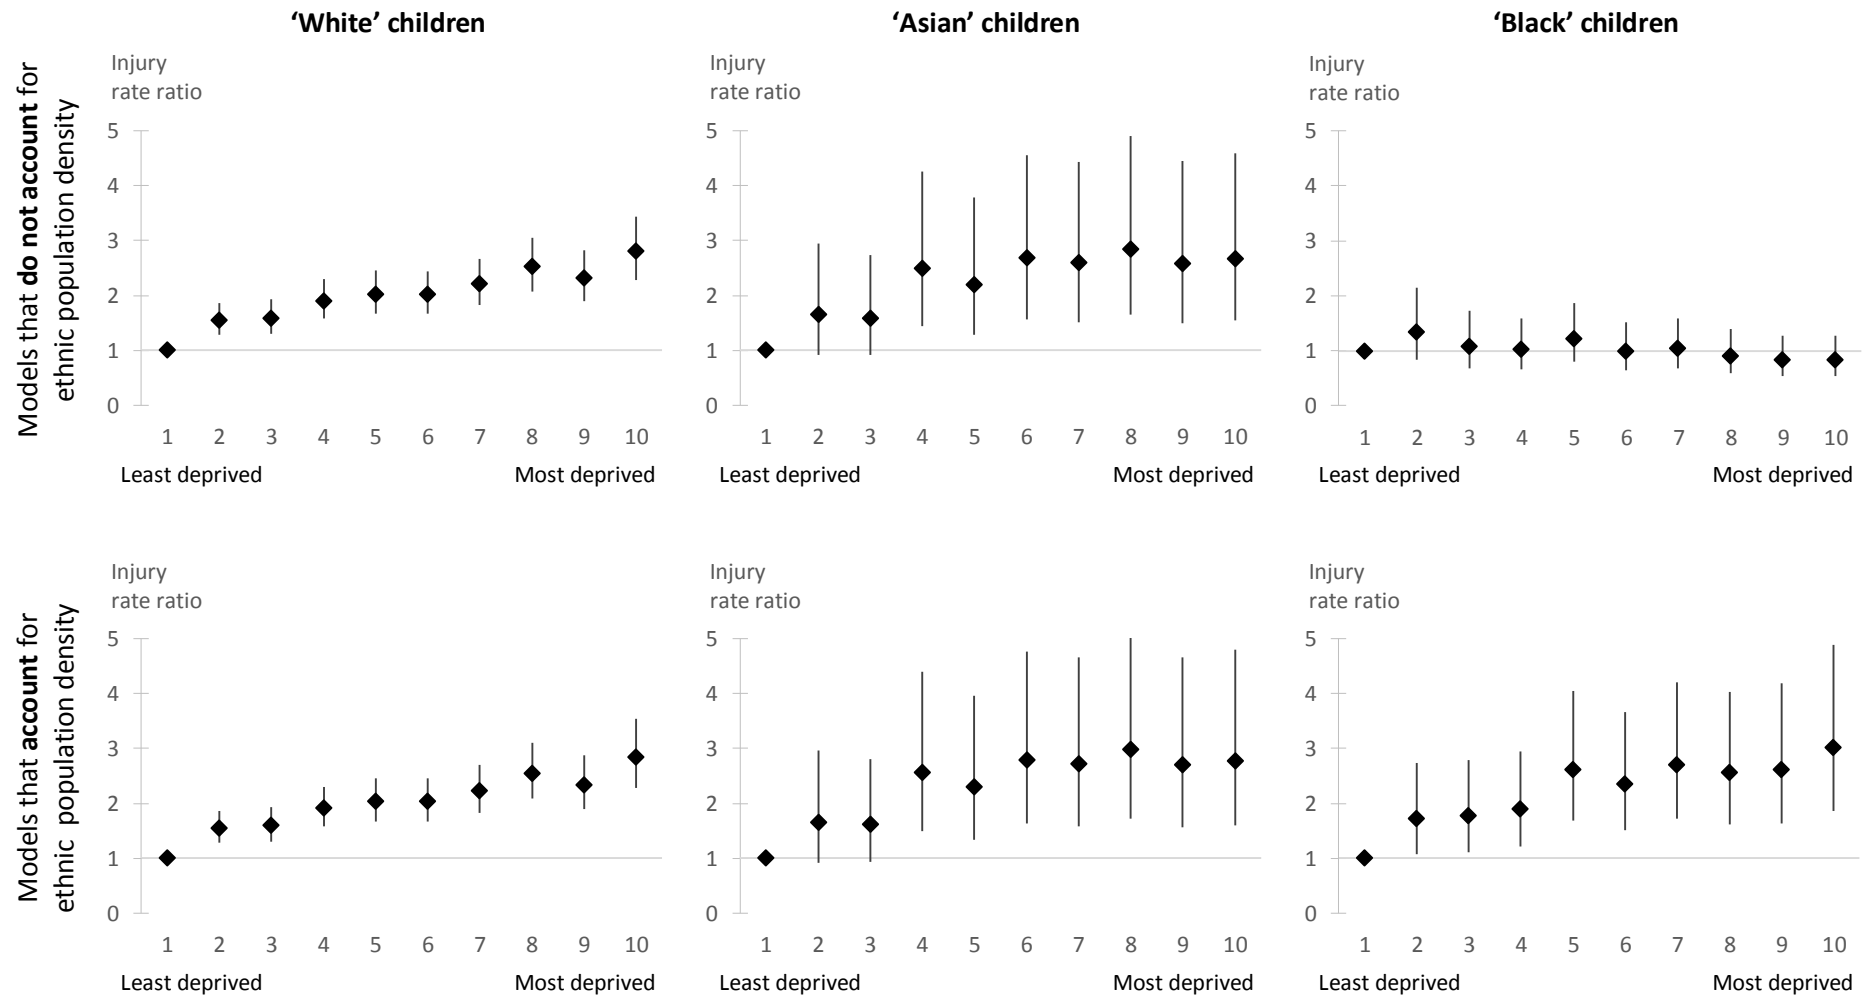 ‘White’ children
‘Asian’ children
‘Black’ children
Models that do not account for
ethnic population density
Injury
rate ratio
5
4
3
2
1
0
1 2 3 4 5 6 7 8 9 10
Least deprived Most deprived
Injury
rate ratio
5
4
3
2
1
0
1 2 3 4 5 6 7 8 9 10
Least deprived Most deprived
Injury
rate ratio
5
4
3
2
1
0
1 2 3 4 5 6 7 8 9 10
Least deprived Most deprived
Models that account for
ethnic population density
Injury
rate ratio
5
4
3
2
1
0
1 2 3 4 5 6 7 8 9 10
Least deprived Most deprived
Injury
rate ratio
5
4
3
2
1
0
1 2 3 4 5 6 7 8 9 10
Least deprived Most deprived
Injury
rate ratio
5
4
3
2
1
0
1 2 3 4 5 6 7 8 9 10
Least deprived Most deprived